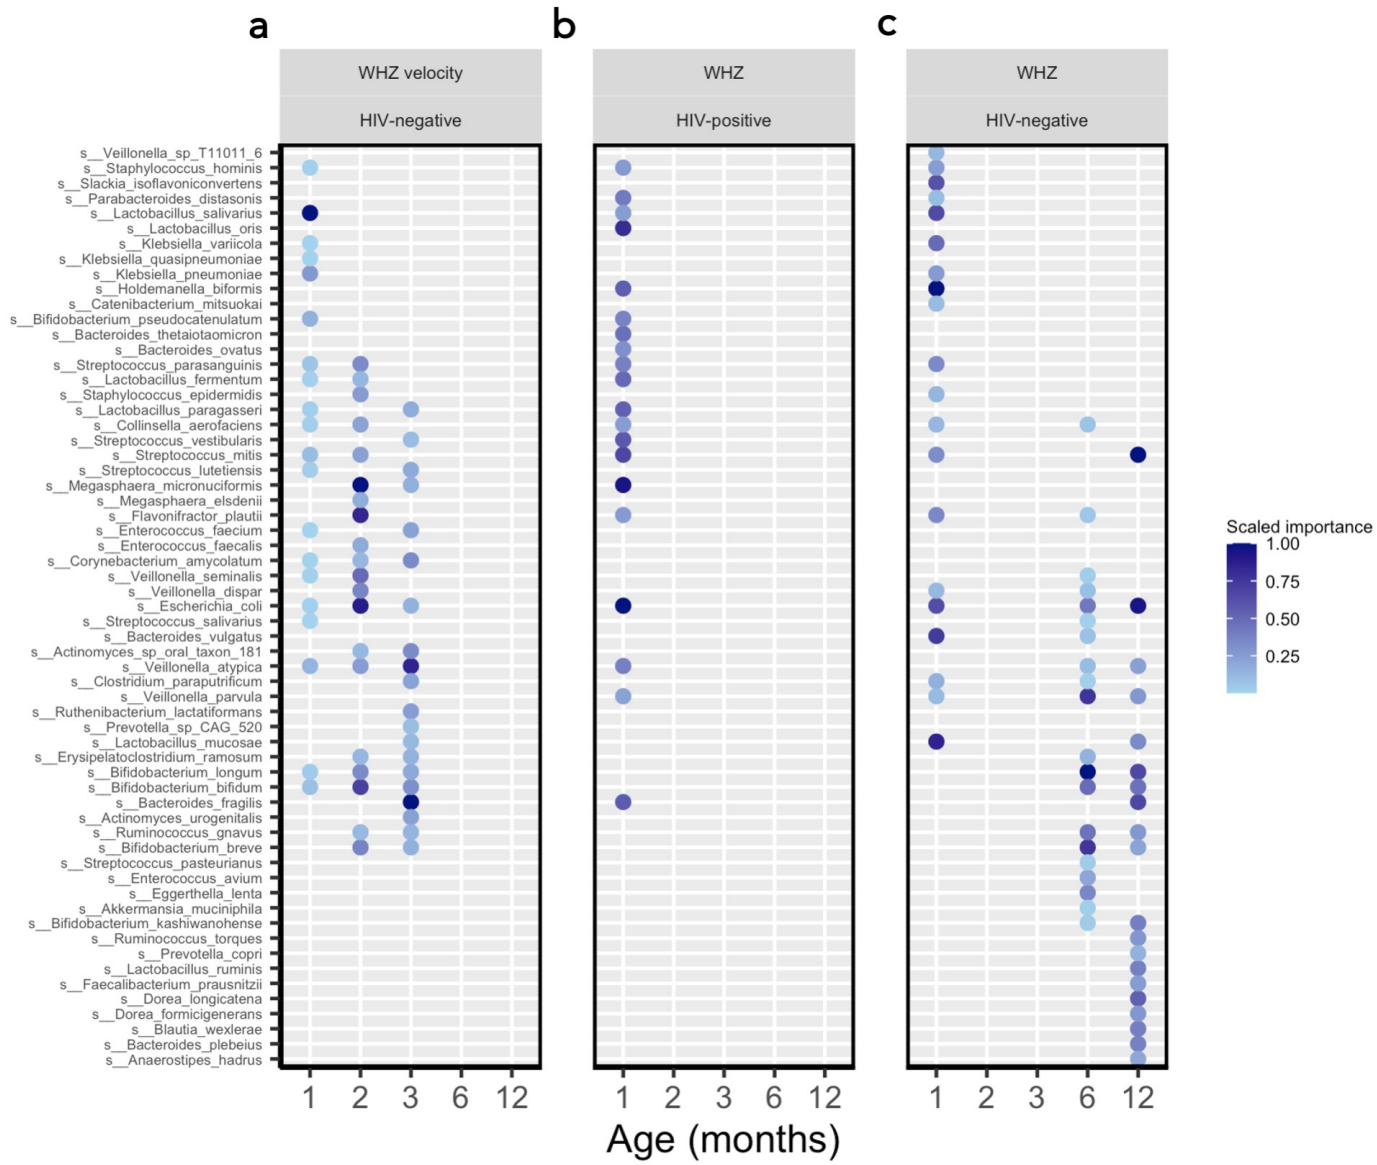 a b c
WHZ velocity WHZ WHZ
HIV-negative HIV-positive HIV-negative
s__Veillonella_sp_T11011_6
s__Staphylococcus_hominis
s__Slackia_isoflavoniconvertens
s__Parabacteroides_distasonis
s__Lactobacillus_salivarius
s__Lactobacillus_oris
s__Klebsiella_variicola
s__Klebsiella_quasipneumoniae
s__Klebsiella_pneumoniae
s__Holdemanella_biformis
s__Catenibacterium_mitsuokai
s__Bifidobacterium_pseudocatenulatum
s__Bacteroides_thetaiotaomicron
s__Bacteroides_ovatus
s__Streptococcus_parasanguinis
s__Lactobacillus_fermentum
s__Staphylococcus_epidermidis
s__Lactobacillus_paragasseri
s__Collinsella_aerofaciens
s__Streptococcus_vestibularis
s__Streptococcus_mitis
s__Streptococcus_lutetiensis
s__Megasphaera_micronuciformis
s__Megasphaera_elsdenii
s__Flavonifractor_plautii
s__Enterococcus_faecium
s__Enterococcus_faecalis
s__Corynebacterium_amycolatum
s__Veillonella_seminalis
s__Veillonella_dispar
s__Escherichia_coli
s__Streptococcus_salivarius
s__Bacteroides_vulgatus
s__Actinomyces_sp_oral_taxon_181
s__Veillonella_atypica
s__Clostridium_paraputrificum
s__Veillonella_parvula
s__Ruthenibacterium_lactatiformans
s__Prevotella_sp_CAG_520
s__Lactobacillus_mucosae
s__Erysipelatoclostridium_ramosum
s__Bifidobacterium_longum
s__Bifidobacterium_bifidum
s__Bacteroides_fragilis
s__Actinomyces_urogenitalis
s__Ruminococcus_gnavus
s__Bifidobacterium_breve
s__Streptococcus_pasteurianus
s__Enterococcus_avium
s__Eggerthella_lenta
s__Akkermansia_muciniphila
s__Bifidobacterium_kashiwanohense
s__Ruminococcus_torques
s__Prevotella_copri
s__Lactobacillus_ruminis
s__Faecalibacterium_prausnitzii
s__Dorea_longicatena
s__Dorea_formicigenerans
s__Blautia_wexlerae
s__Bacteroides_plebeius
s__Anaerostipes_hadrus
1 2 3 6 12 1 2 3 6 12 1 2 3 6 12
Age (months)
Scaled importance
1.00
0.75
0.50
0.25